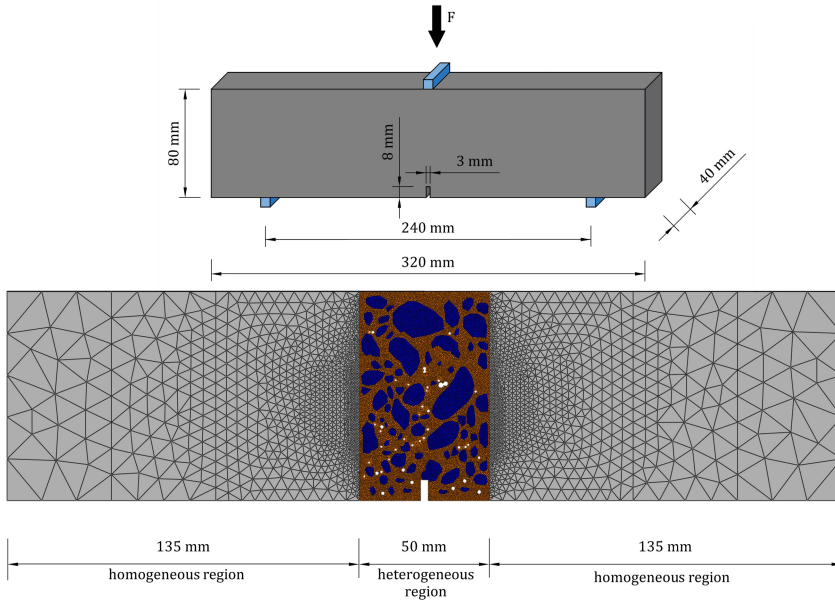 F
80 mm
8 mm
3 mm
40 mm
240 mm
320 mm
135 mm
50 mm
135 mm
homogeneous region
heterogeneous
region
homogeneous region